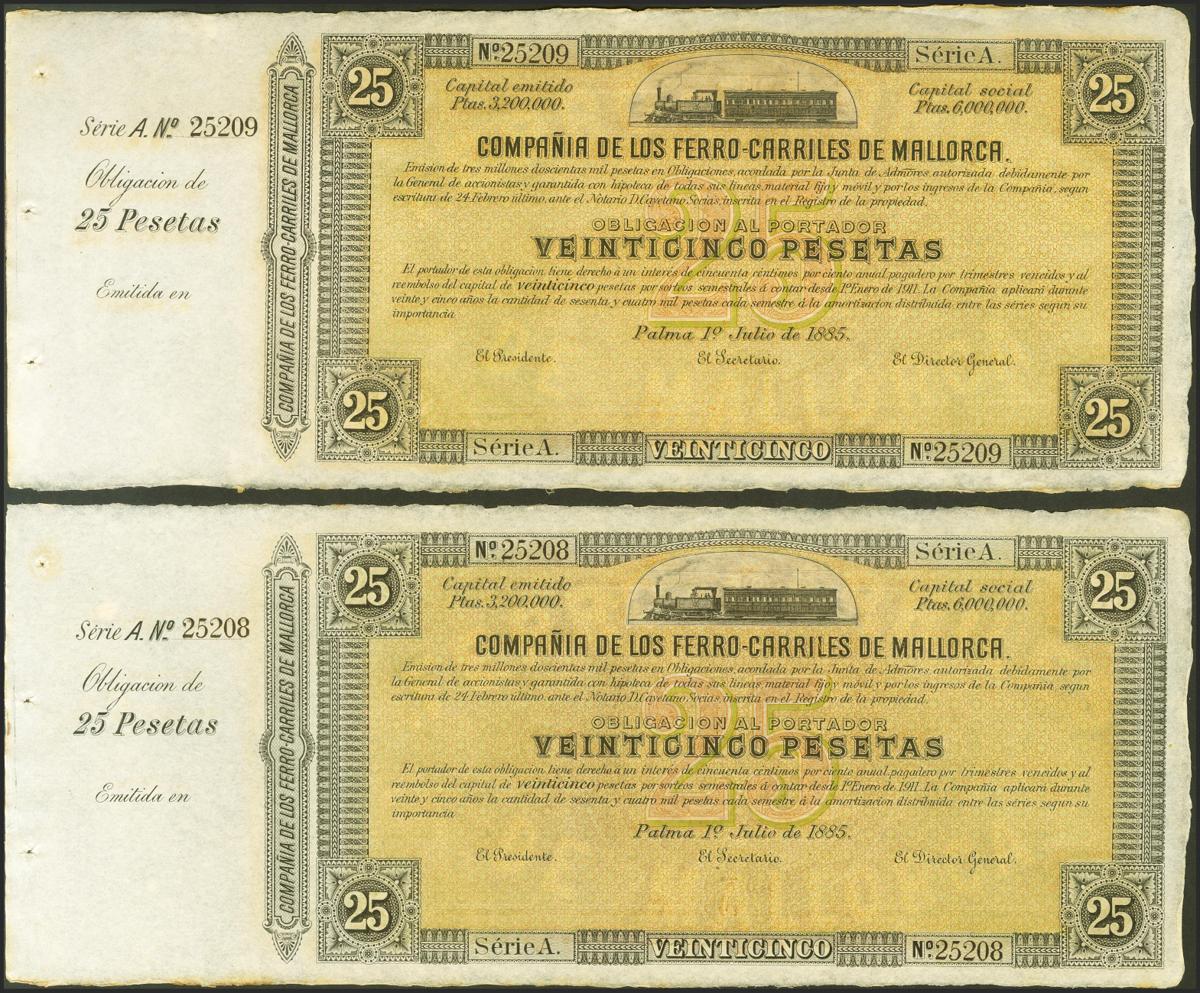 Série A. Nº 25209
Obligacion de
25 Pesetas
Emitida en
COMPAÑIA DE LOS FERRO-CARRILES DE MALLORCA
25
Nº 25209
Série A.
25
Capital emitido
Ptas. 3,200,000.
Capital social
Ptas. 6,000,000.
COMPAÑIA DE LOS FERRO-CARRILES DE MALLORCA.
Emision de tres millones doscientas mil pesetas en Obligaciones, acordada por la Junta de Admores, autorizada debidamente por
la General de accionistas y garantida con hipoteca de todas sus lineas, material fijo y móvil y por los ingresos de la Compañia, segun
escritura de 24 Febrero último, ante el Notario D. Cayetano Socias, inscrita en el Registro de la propiedad.
25
OBLIGACION AL PORTADOR
VEINTICINCO PESETAS
El portador de esta obligacion tiene derecho á un interés de cincuenta céntimos por ciento anual, pagadero por trimestres vencidos y al
reembolso del capital de veinticinco pesetas por sorteos semestrales á contar desde 1º Enero de 1911. La Compañia aplicará durante
veinte y cinco años la cantidad de sesenta y cuatro mil pesetas cada semestre á la amortizacion distribuida entre las séries segun su
importancia
Palma 1º Julio de 1885.
El Presidente.
El Secretario.
El Director General.
25
Série A.
VEINTICINCO
Nº 25209
25
Série A. Nº 25208
Obligacion de
25 Pesetas
Emitida en
COMPAÑIA DE LOS FERRO-CARRILES DE MALLORCA
25
Nº 25208
Série A.
25
Capital emitido
Ptas. 3,200,000.
Capital social
Ptas. 6,000,000.
COMPAÑIA DE LOS FERRO-CARRILES DE MALLORCA.
Emision de tres millones doscientas mil pesetas en Obligaciones, acordada por la Junta de Admores autorizada debidamente por
la General de accionistas y garantida con hipoteca de todas sus lineas material fijo y móvil y por los ingresos de la Compañia, segun
escritura de 24 Febrero último, ante el Notario D. Cayetano Socias, inscrita en el Registro de la propiedad.
25
OBLIGACION AL PORTADOR
VEINTICINCO PESETAS
El portador de esta obligacion tiene derecho á un interés de cincuenta céntimos por ciento anual, pagadero por trimestres vencidos y al
reembolso del capital de veinticinco pesetas por sorteos semestrales á contar desde 1º Enero de 1911. La Compañia aplicará durante
veinte y cinco años la cantidad de sesenta y cuatro mil pesetas cada semestre á la amortizacion distribuida entre las séries segun su
importancia
Palma 1º Julio de 1885.
El Presidente.
El Secretario.
El Director General.
25
Série A.
VEINTICINCO
Nº 25208
25